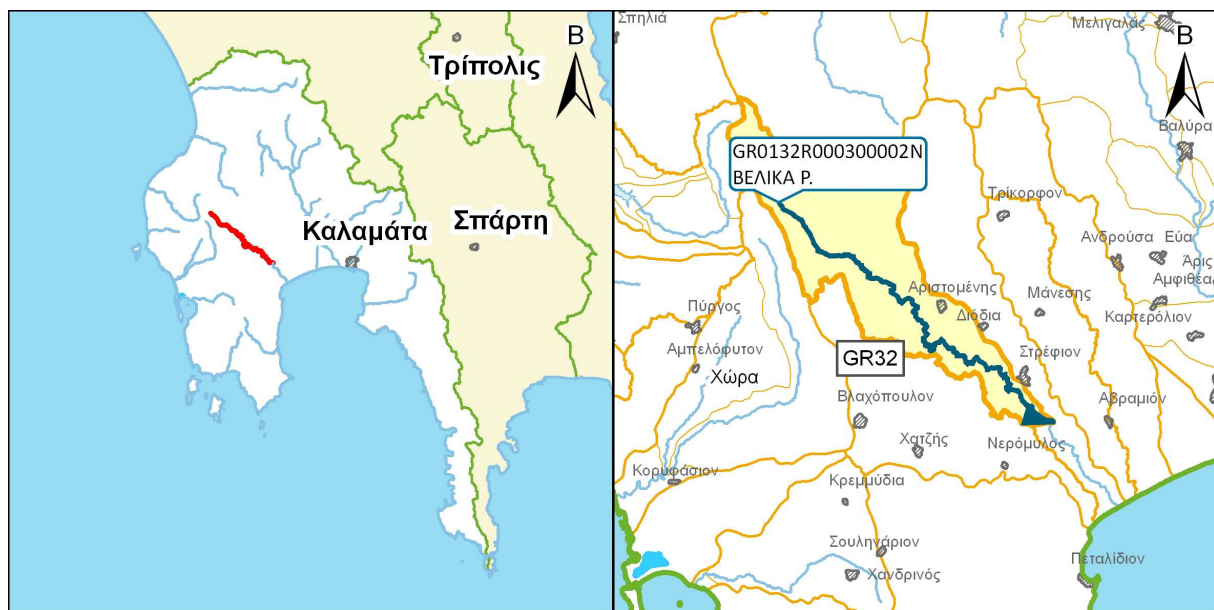 Β
Τρίπολις
Καλαμάτα
Σπάρτη
Σπηλιά
Μελιγαλάς
Β
Βαλύρα
GR0132R000300002N
ΒΕΛΙΚΑ Ρ.
Τρίκορφον
Ανδρούσα
Εύα
Άρις
Αμφιθέα
Αριστομένης
Μάνεσης
Διόδια
Καρτερόλιον
Πύργος
Αμπελόφυτον
Χώρα
GR32
Στρέφιον
Βλαχόπουλον
Αβραμιόν
Χατζής
Νερόμυλος
Κορυφάσιον
Κρεμμύδια
Σουληνάριον
Χανδρινός
Πεταλίδιον